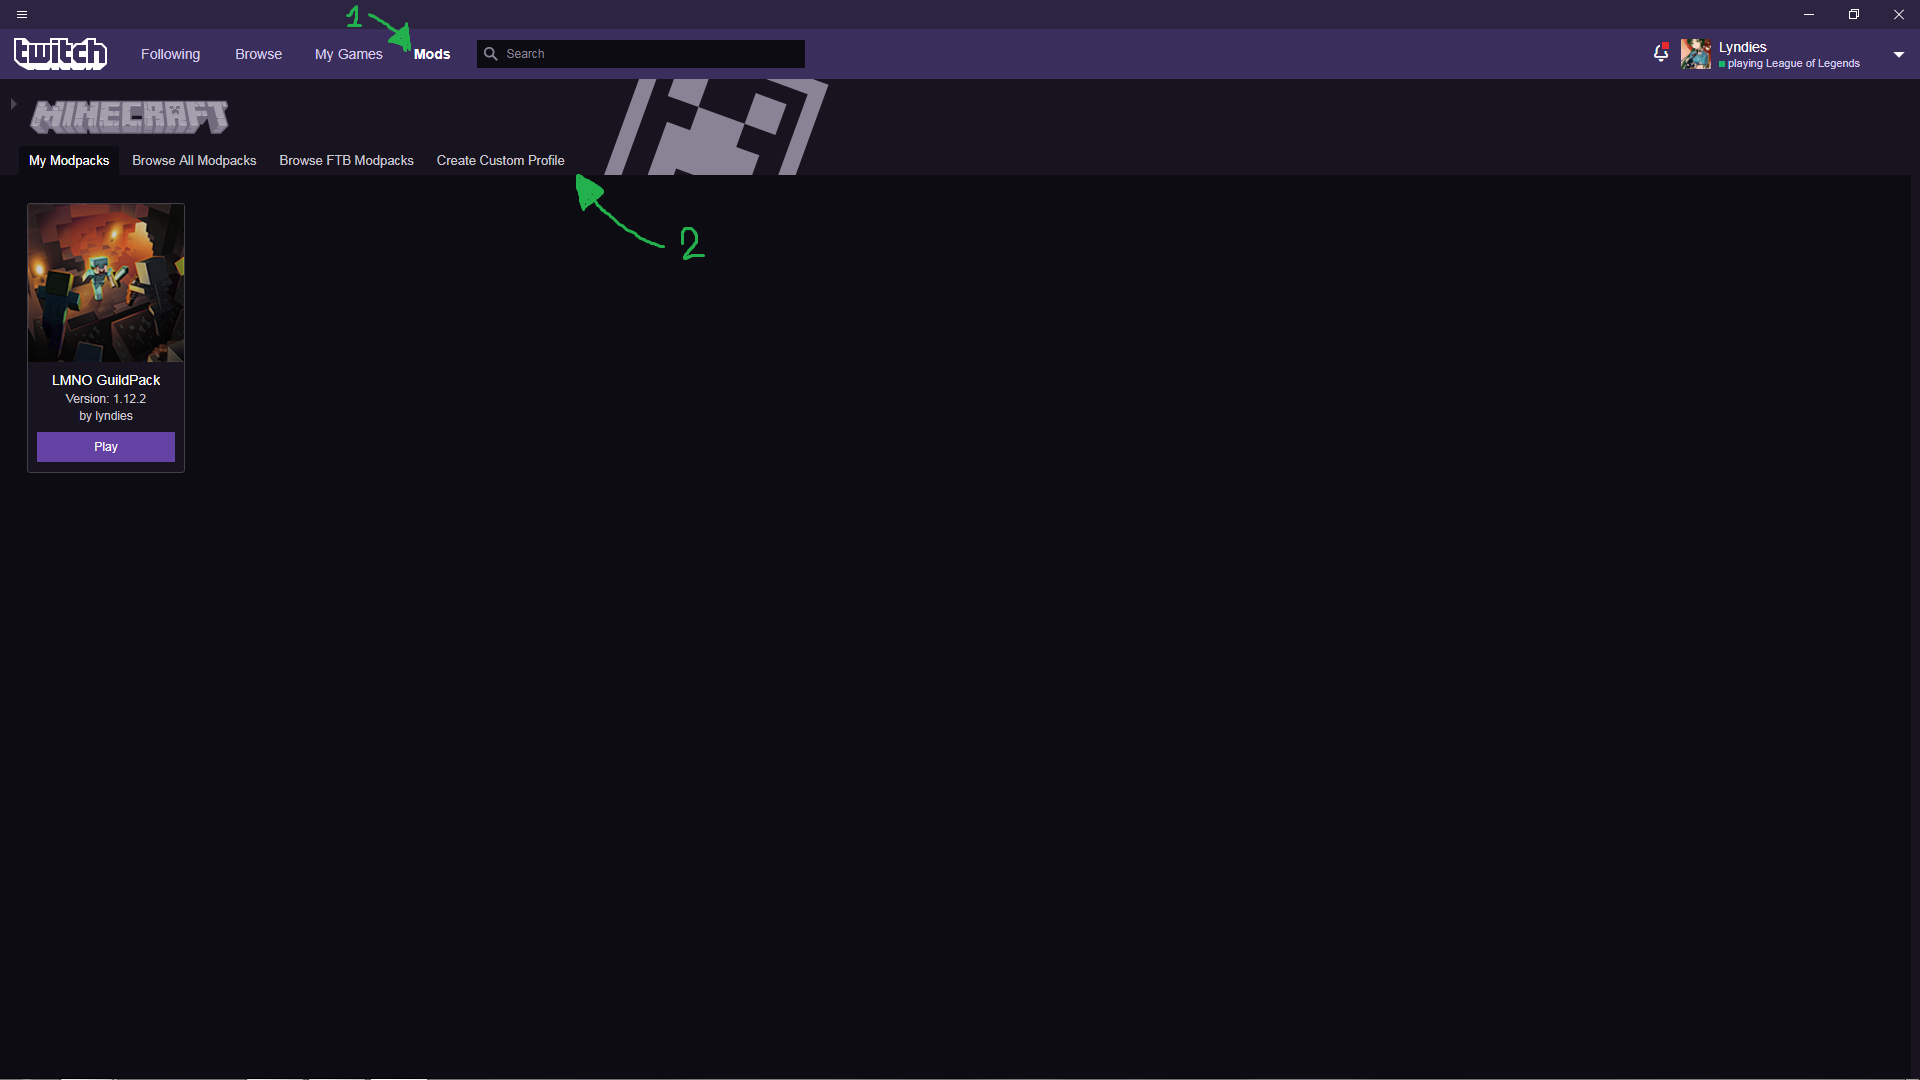 1
twitch
Following
Browse
My Games
Mods
Search
Lyndies
playing League of Legends
MINECRAFT
My Modpacks
Browse All Modpacks
Browse FTB Modpacks
Create Custom Profile
2
LMNO GuildPack
Version: 1.12.2
by lyndies
Play